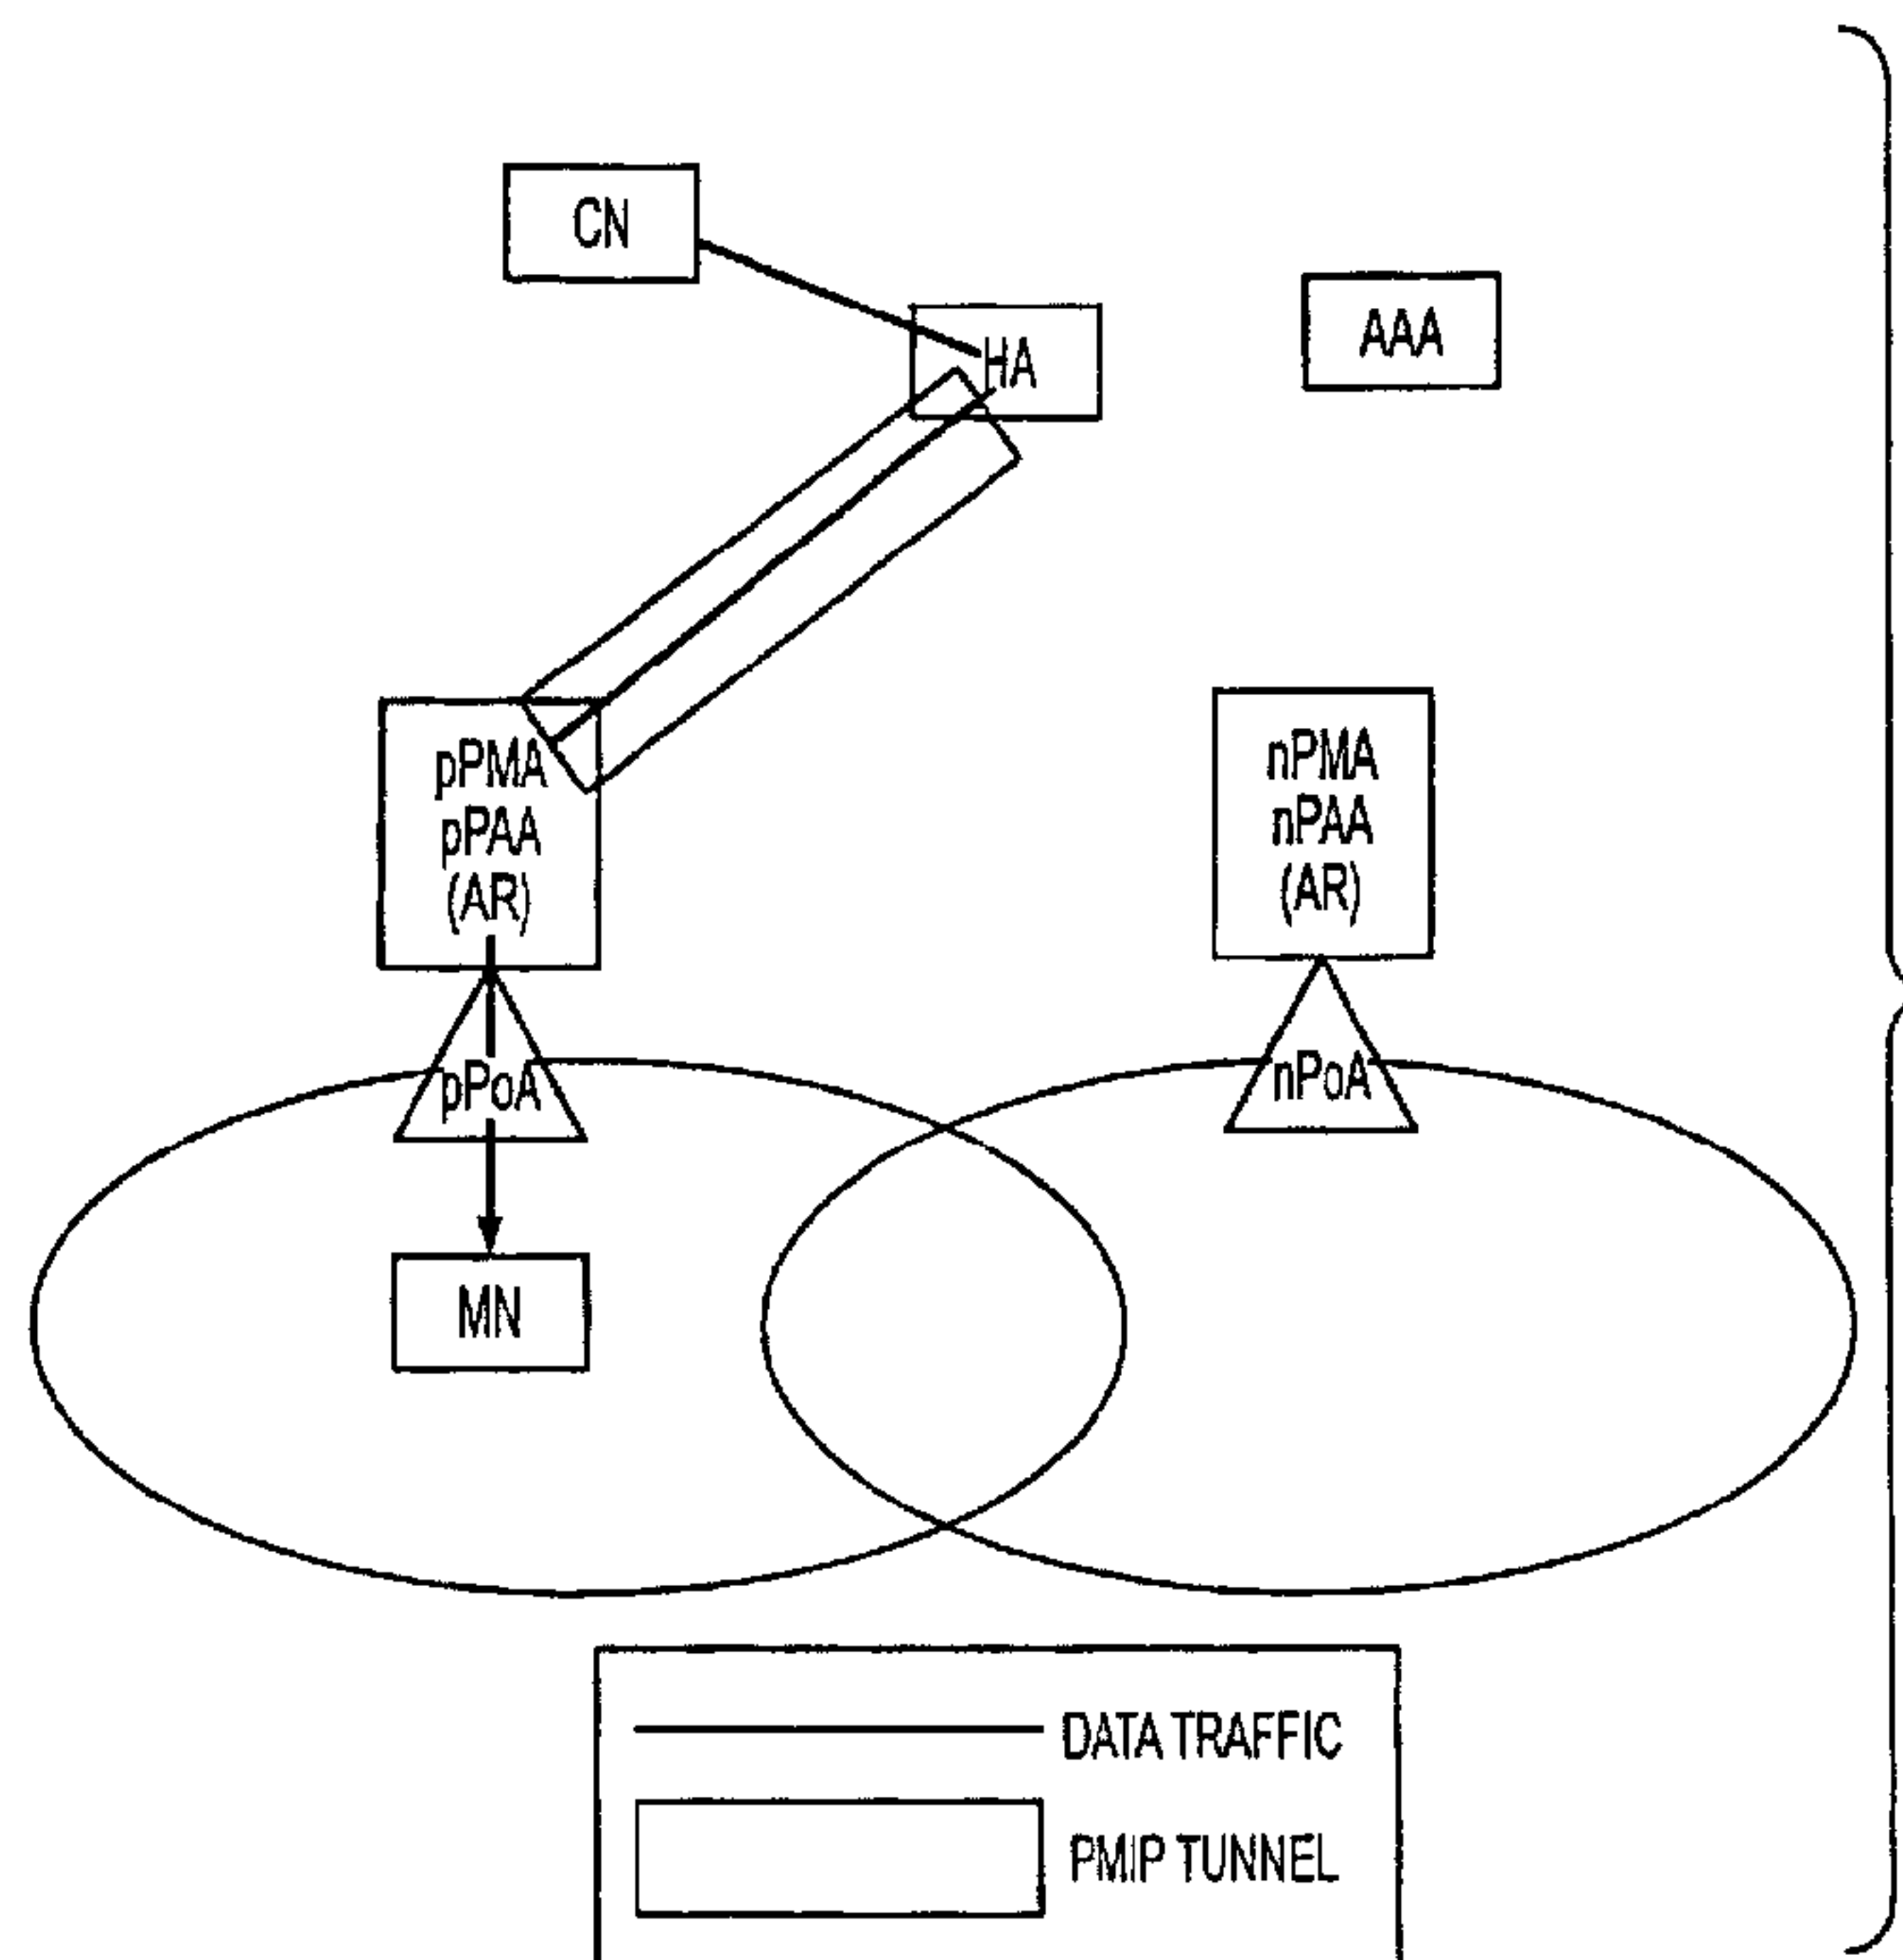 CN
HA
AAA
pPMA
pPAA
(AR)
nPMA
nPAA
(AR)
pPoA
nPoA
MN
DATA TRAFFIC
PMIP TUNNEL